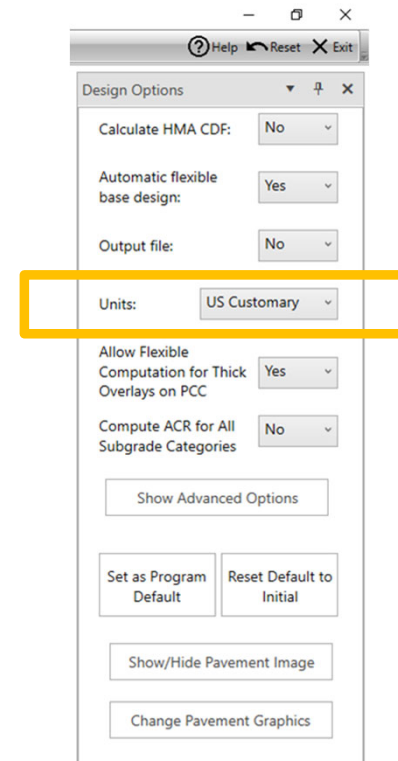 Help Reset Exit
Design Options
Calculate HMA CDF: No
Automatic flexible
base design: Yes
Output file: No
Units: US Customary
Allow Flexible
Computation for Thick Yes
Overlays on PCC
Compute ACR for All
Subgrade Categories No
Show Advanced Options
Set as Program
Default
Reset Default to
Initial
Show/Hide Pavement Image
Change Pavement Graphics